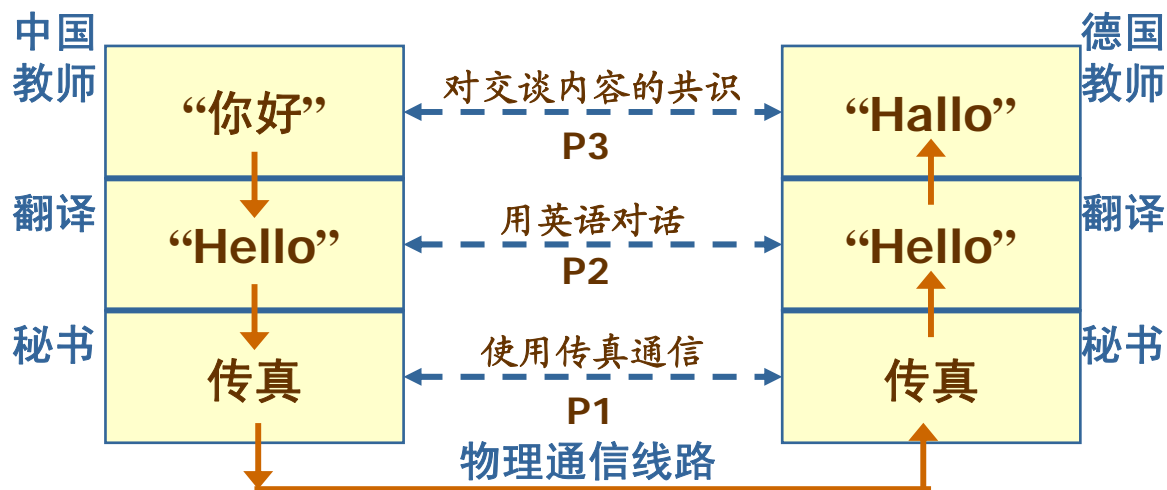 中国
教师
“你好”
对交谈内容的共识
P3
“Hallo”
德国
教师
翻译
“Hello”
用英语对话
P2
“Hello”
翻译
秘书
传真
使用传真通信
P1
传真
秘书
物理通信线路